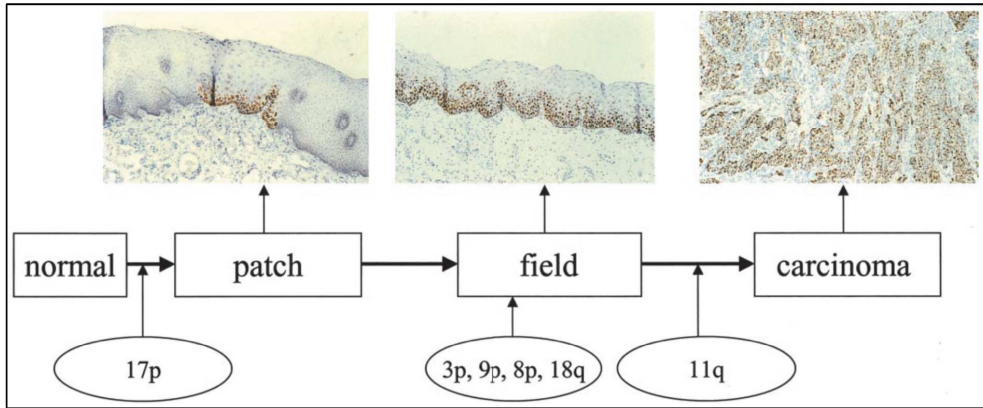 normal
patch
field
carcinoma
17p
3p, 9p, 8p, 18q
11q